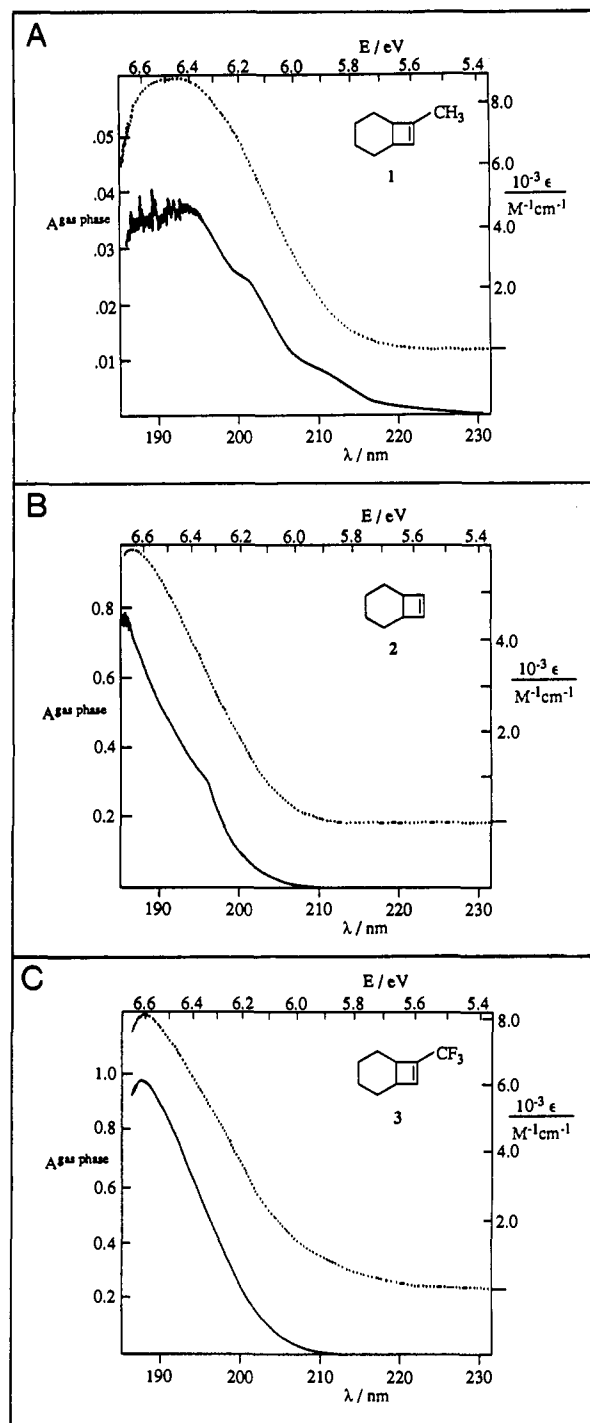 A
E / eV
6.6 6.4 6.2 6.0 5.8 5.6 5.4
.05
.04
.03
.02
.01
A gas phase
CH3
1
8.0
6.0
4.0
2.0
10-3 ε
M-1cm-1
190 200 210 220 230
λ / nm
B
E / eV
6.6 6.4 6.2 6.0 5.8 5.6 5.4
0.8
0.6
0.4
0.2
A gas phase
2
4.0
2.0
10-3 ε
M-1cm-1
190 200 210 220 230
λ / nm
C
E / eV
6.6 6.4 6.2 6.0 5.8 5.6 5.4
1.0
0.8
0.6
0.4
0.2
A gas phase
CF3
3
8.0
6.0
4.0
2.0
10-3 ε
M-1cm-1
190 200 210 220 230
λ / nm